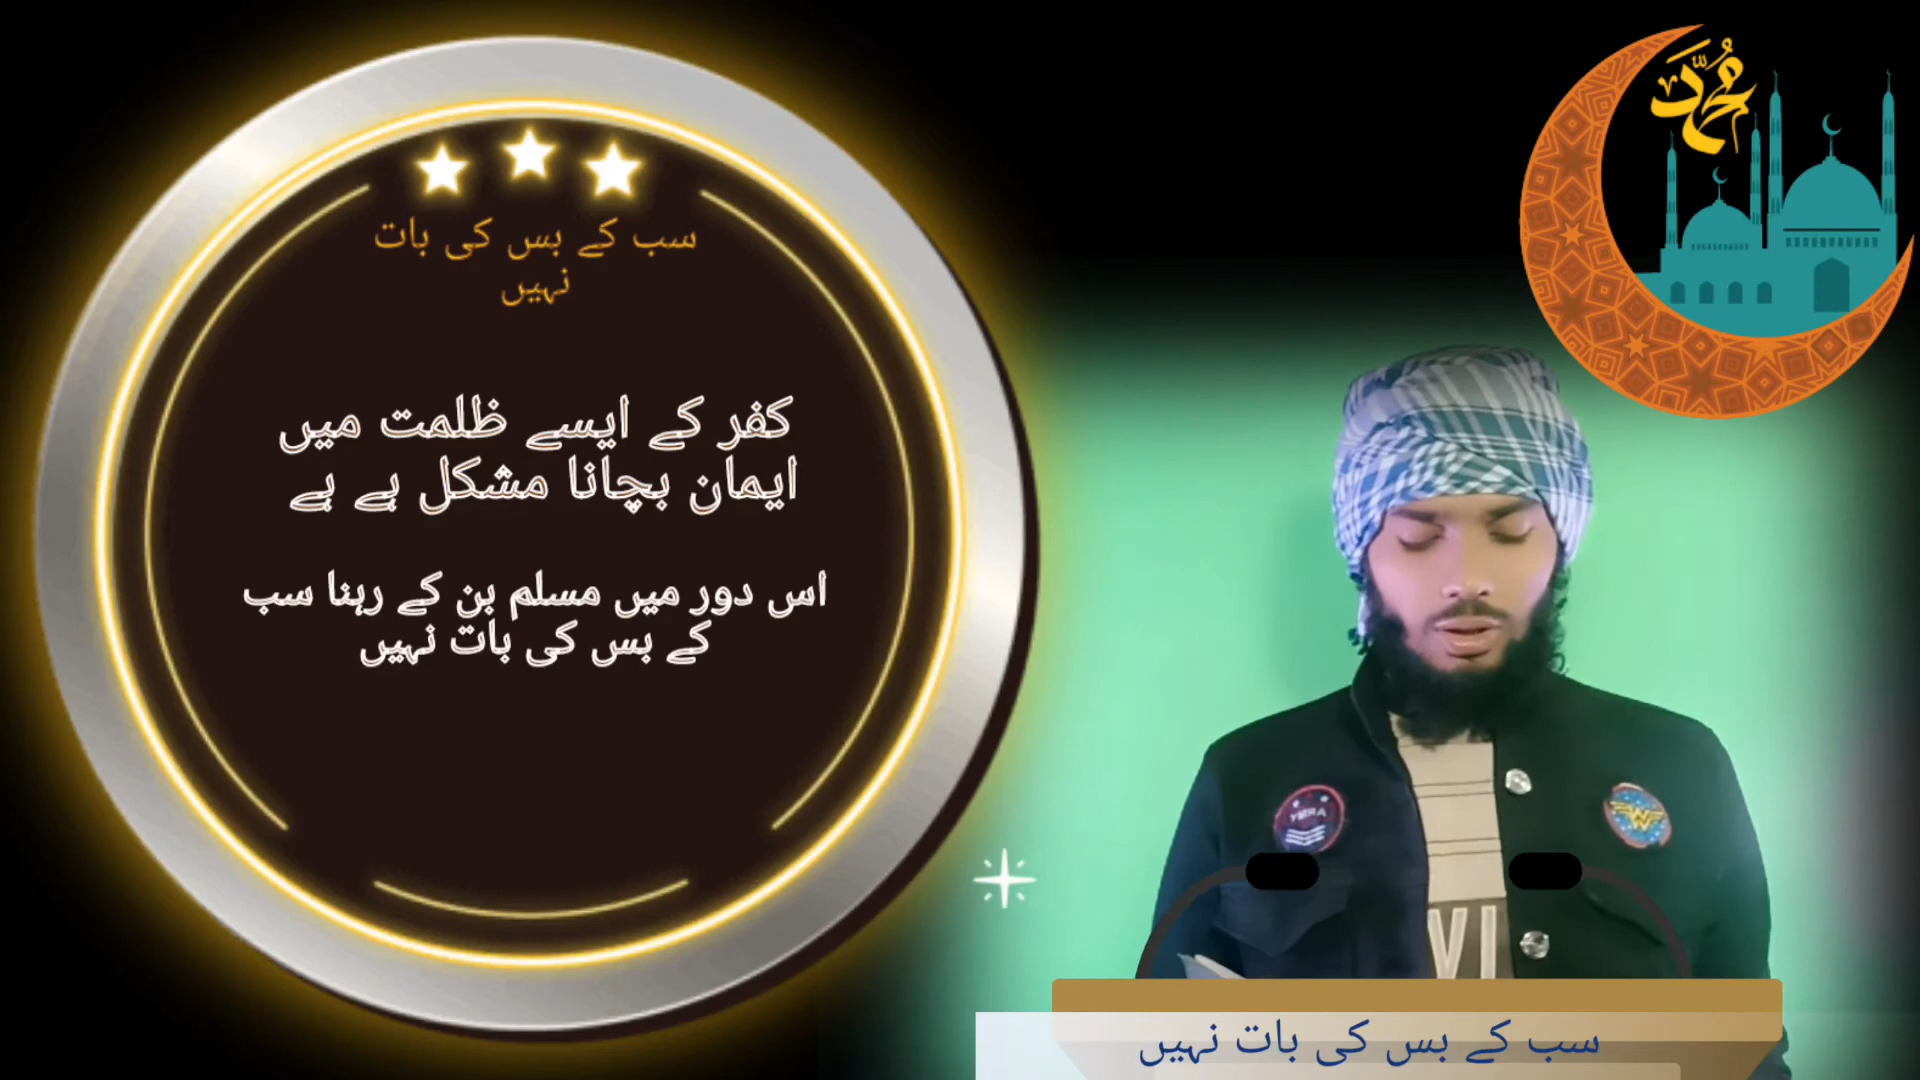 سب کے بس کی بات
نہیں
کفر کے ایسے ظلمت میں
ایمان بچانا مشکل ہے ہے
اس دور میں مسلم بن کے رہنا سب
کے بس کی بات نہیں
محمد
سب کے بس کی بات نہیں